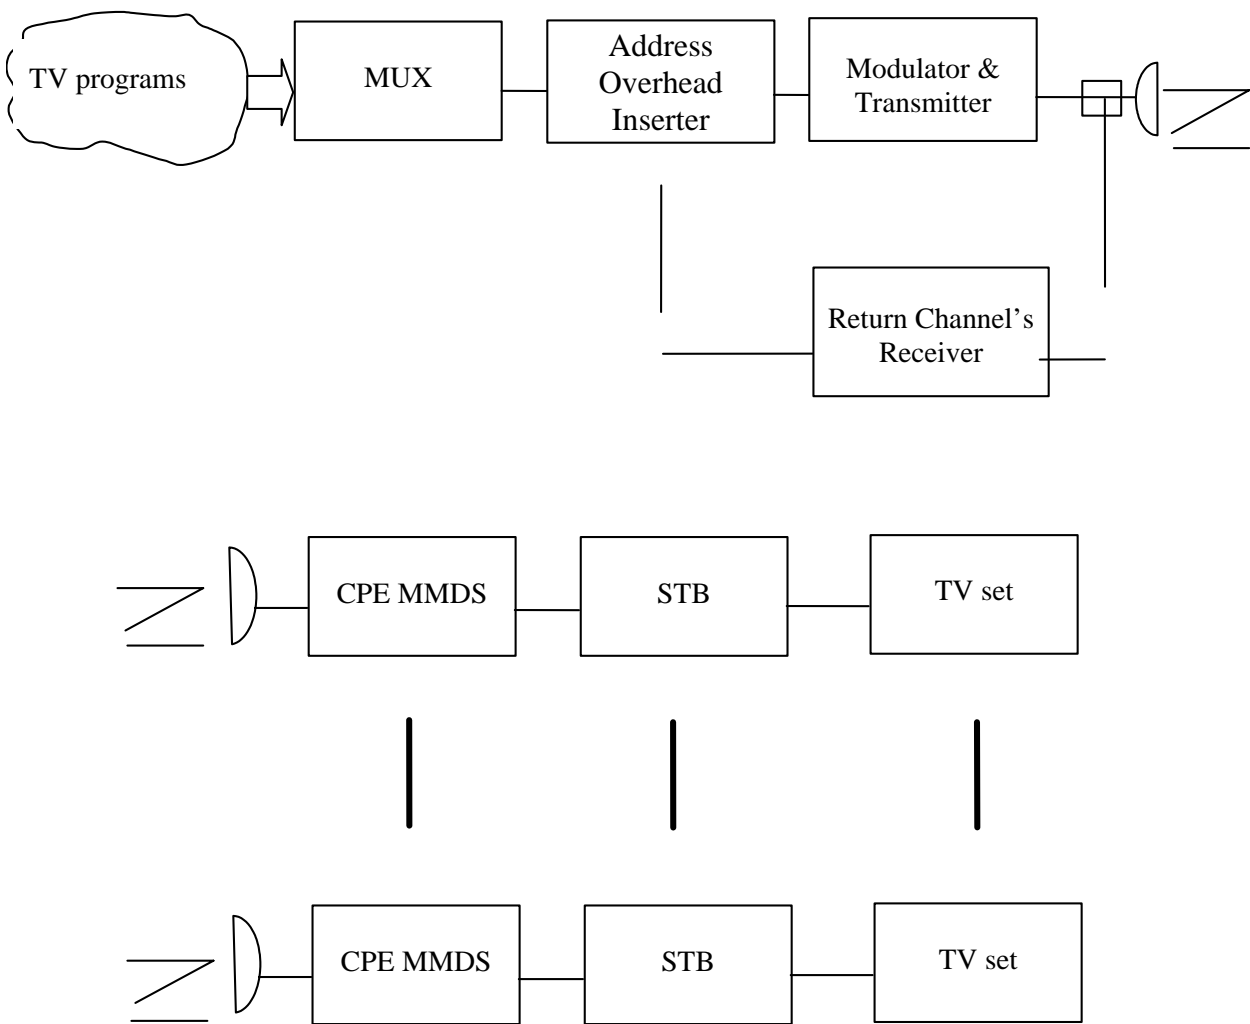 TV programs
MUX
Address
Overhead
Inserter
Modulator &
Transmitter
Return Channel’s
Receiver
CPE MMDS
STB
TV set
CPE MMDS
STB
TV set